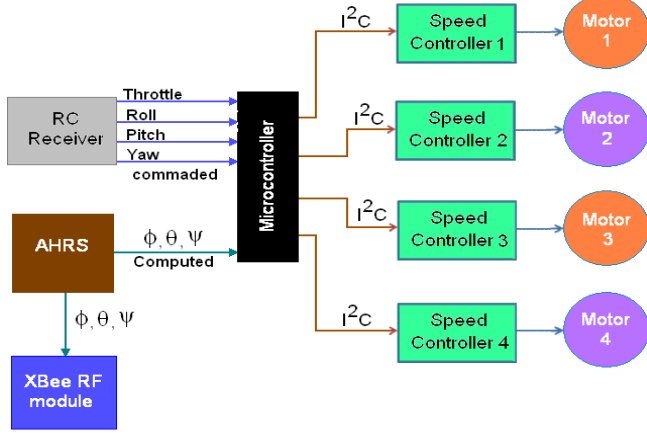 I²C
Speed
Controller 1
Motor
1
Throttle
Roll
Pitch
Yaw
commaded
RC
Receiver
Microcontroller
I²C
Speed
Controller 2
Motor
2
AHRS
ϕ, θ, Ψ
Computed
I²C
Speed
Controller 3
Motor
3
ϕ, θ, Ψ
I²C
Speed
Controller 4
Motor
4
XBee RF
module